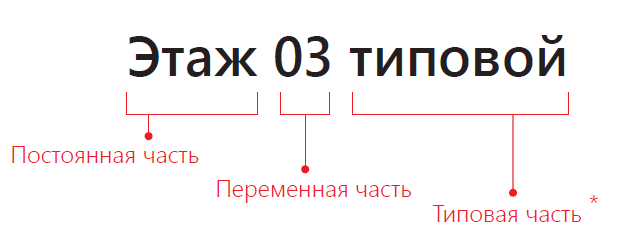 Этаж 03 типовой
Постоянная часть
Переменная часть
Типовая часть *